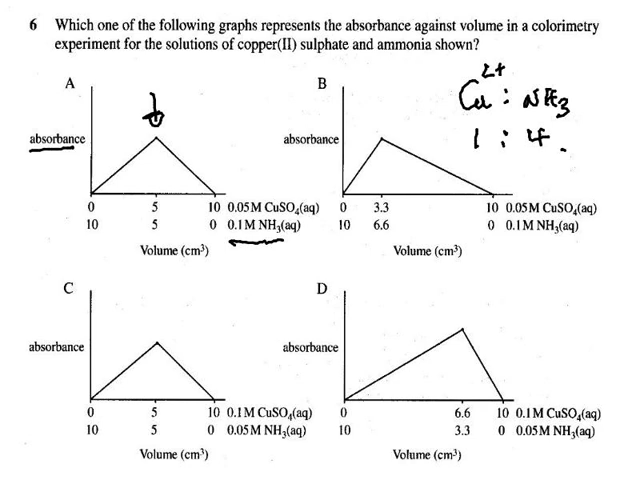 6 Which one of the following graphs represents the absorbance against volume in a colorimetry
experiment for the solutions of copper(II) sulphate and ammonia shown?
A
absorbance
0 5 10 0.05M CuSO₄(aq)
10 5 0 0.1M NH₃(aq)
Volume (cm³)
B
Cu²⁺ : NH₃
1 : 4.
absorbance
0 3.3 10 0.05M CuSO₄(aq)
10 6.6 0 0.1M NH₃(aq)
Volume (cm³)
C
absorbance
0 5 10 0.1M CuSO₄(aq)
10 5 0 0.05M NH₃(aq)
Volume (cm³)
D
absorbance
0 6.6 10 0.1M CuSO₄(aq)
10 3.3 0 0.05M NH₃(aq)
Volume (cm³)